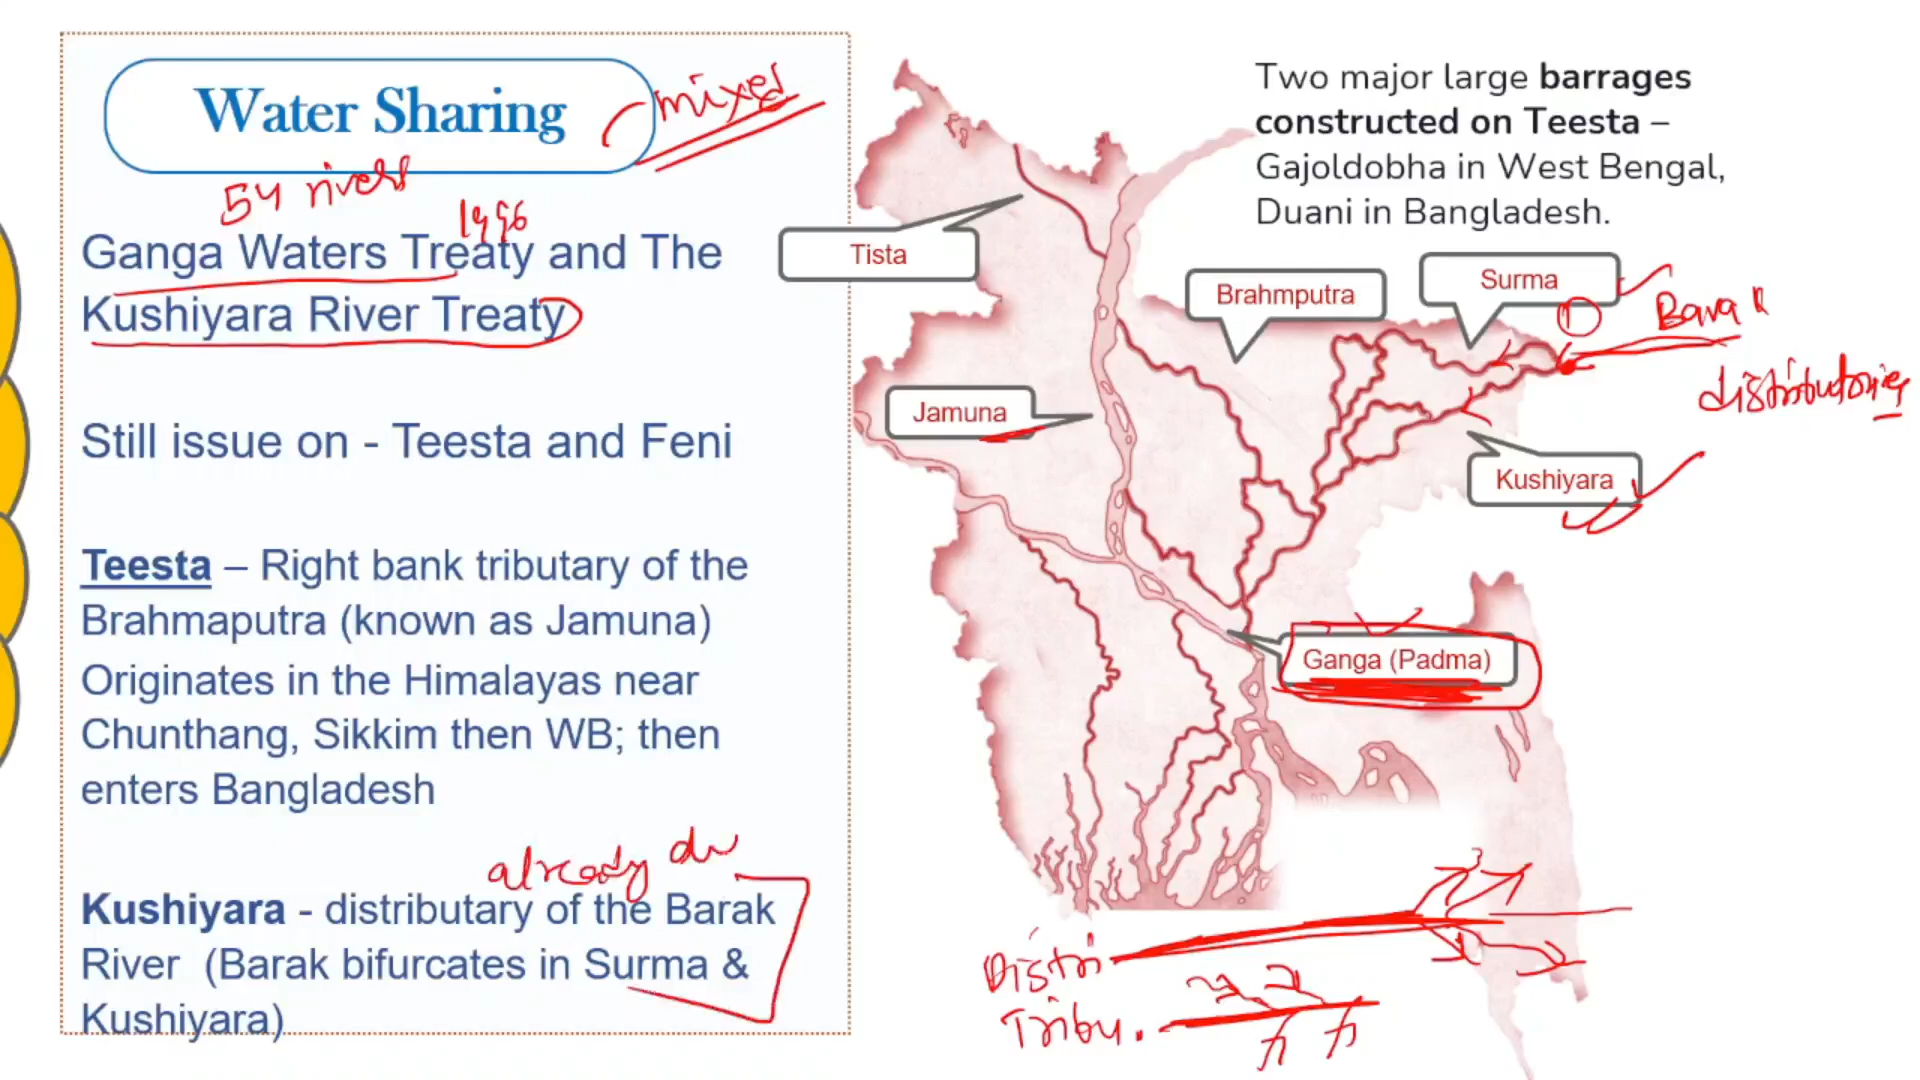 Water Sharing
mixed
54 rivers
1996
Ganga Waters Treaty and The
Kushiyara River Treaty
Still issue on - Teesta and Feni
Teesta – Right bank tributary of the
Brahmaputra (known as Jamuna)
Originates in the Himalayas near
Chunthang, Sikkim then WB; then
enters Bangladesh
already
Kushiyara - distributary of the Barak
River (Barak bifurcates in Surma &
Kushiyara)
Two major large barrages
constructed on Teesta –
Gajoldobha in West Bengal,
Duani in Bangladesh.
Tista
Brahmputra
Surma
1
Barak
distributories
Jamuna
Kushiyara
Ganga (Padma)
Distri
Tribu.